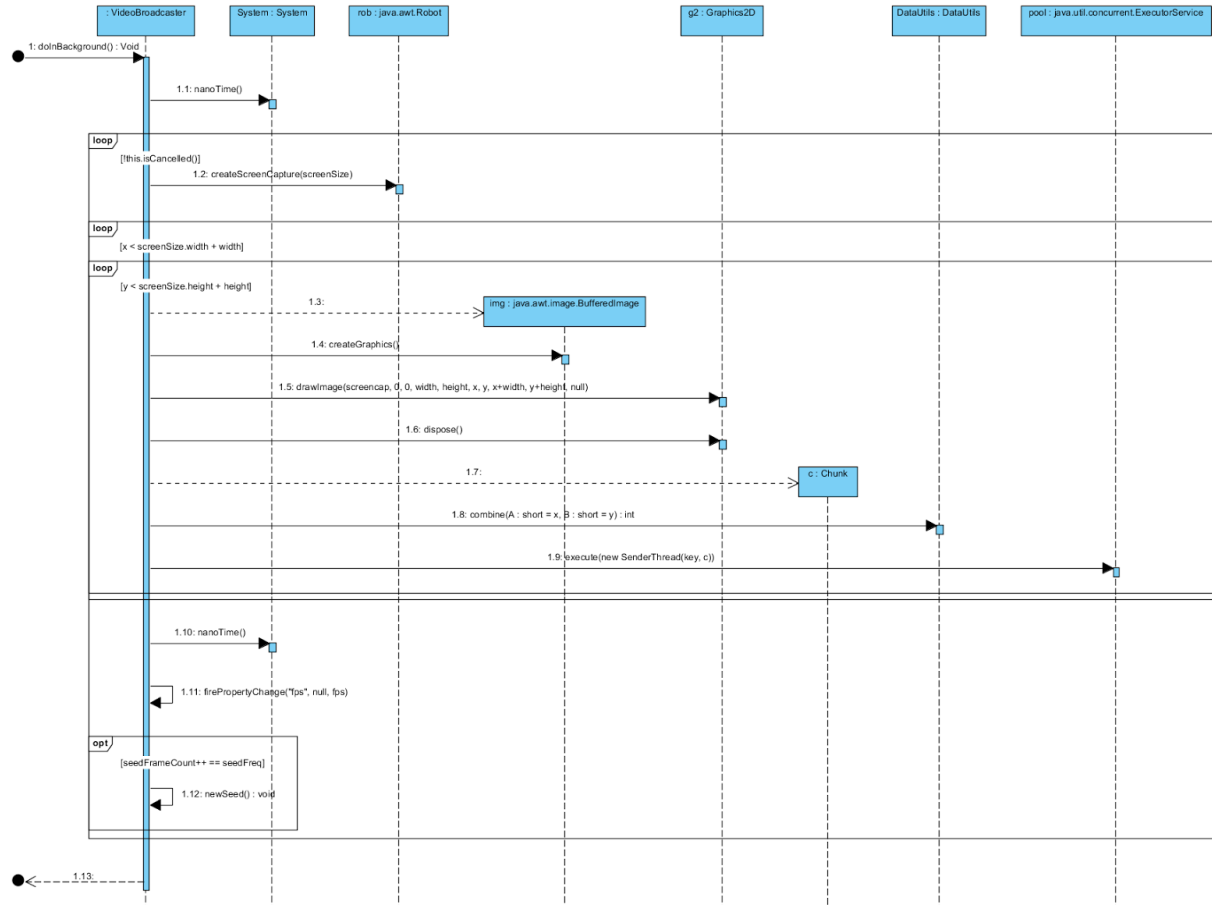 : VideoBroadcaster
System : System
rob : java.awt.Robot
g2 : Graphics2D
DataUtils : DataUtils
pool : java.util.concurrent.ExecutorService
1: doInBackground() : Void
1.1: nanoTime()
loop
[!this.isCancelled()]
1.2: createScreenCapture(screenSize)
loop
[x < screenSize.width + width]
loop
[y < screenSize.height + height]
1.3:
img : java.awt.image.BufferedImage
1.4: createGraphics()
1.5: drawImage(screencap, 0, 0, width, height, x, y, x+width, y+height, null)
1.6: dispose()
1.7:
c : Chunk
1.8: combine(A : short = x, B : short = y) : int
1.9: execute(new SenderThread(key, c))
1.10: nanoTime()
1.11: firePropertyChange("fps", null, fps)
opt
[seedFrameCount++ == seedFreq]
1.12: newSeed() : void
1.13: